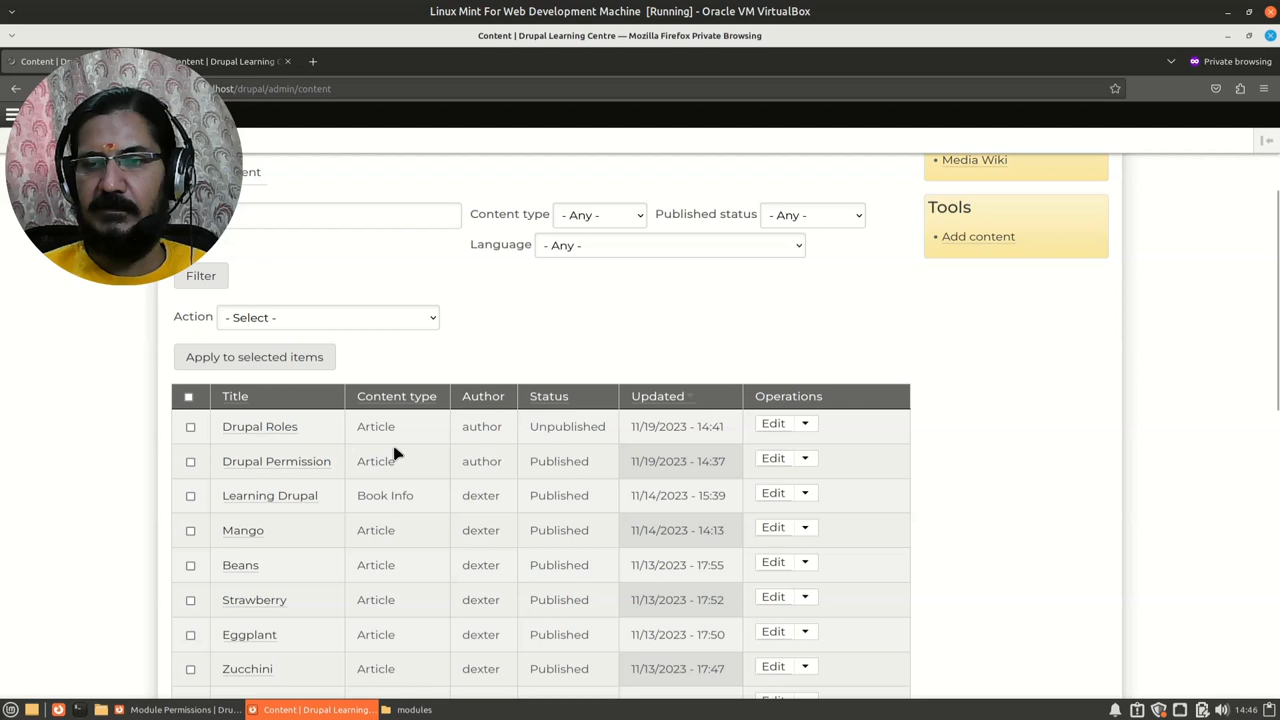 Linux Mint For Web Development Machine [Running] - Oracle VM VirtualBox
Content | Drupal Learning Centre — Mozilla Firefox Private Browsing
Content | D
ontent | Drupal Learning C
Private browsing
lhost/drupal/admin/content
• Media Wiki
Tools
• Add content
ent
Content type - Any - Published status - Any -
Language - Any -
Filter
Action - Select -
Apply to selected items
Title Content type Author Status Updated Operations
Drupal Roles Article author Unpublished 11/19/2023 - 14:41 Edit
Drupal Permission Article author Published 11/19/2023 - 14:37 Edit
Learning Drupal Book Info dexter Published 11/14/2023 - 15:39 Edit
Mango Article dexter Published 11/14/2023 - 14:13 Edit
Beans Article dexter Published 11/13/2023 - 17:55 Edit
Strawberry Article dexter Published 11/13/2023 - 17:52 Edit
Eggplant Article dexter Published 11/13/2023 - 17:50 Edit
Zucchini Article dexter Published 11/13/2023 - 17:47 Edit
Module Permissions | Dru...
Content | Drupal Learning...
modules
14:46